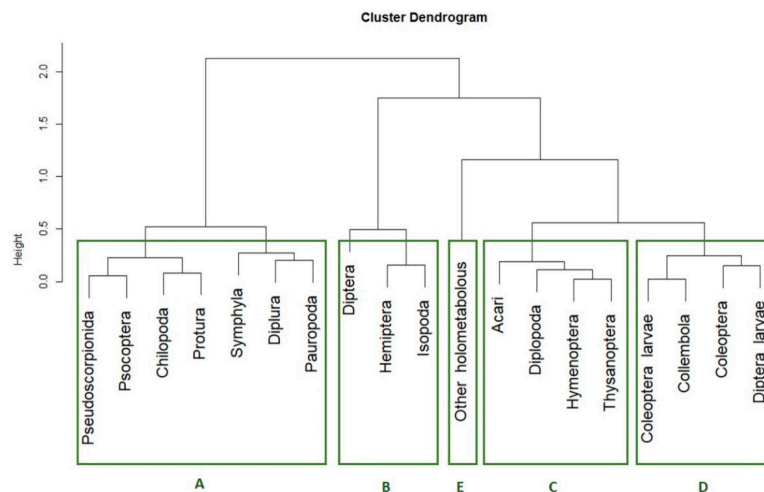 Cluster Dendrogram
Height
2.0
1.5
1.0
0.5
0.0
Pseudoscorpionida
Psocoptera
Chilopoda
Protura
Symphyla
Diplura
Pauropoda
Diptera
Hemiptera
Isopoda
Other holometabolous
Acari
Diplopoda
Hymenoptera
Thysanoptera
Coleoptera larvae
Collembola
Coleoptera
Diptera larvae
A
B
E
C
D